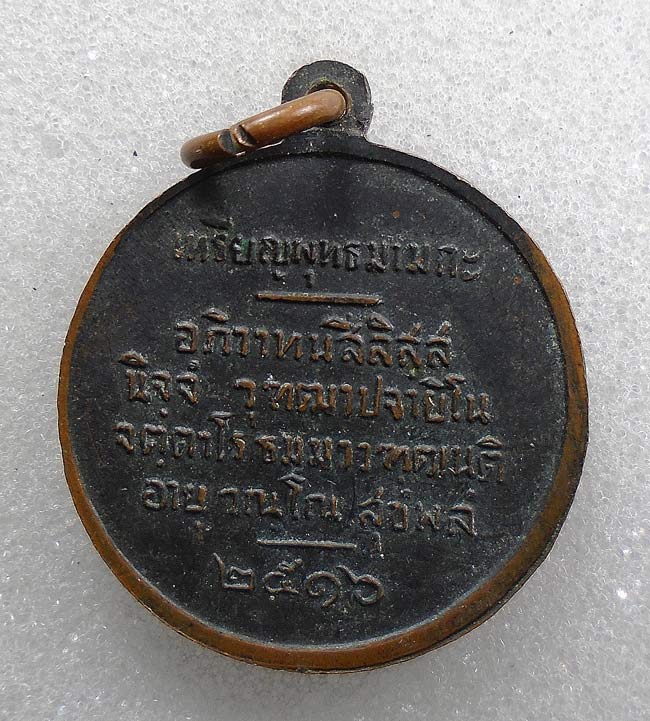 เหรียญพุทธมามกะ
อภิวาทนสีลิสฺส
นิจฺจํ วุฑฒาปจายิโน
จตฺตาโร ธมฺมา วฑฺฒนฺติ
อายุ วณฺโณ สุขํ พลํ
๒๕๑๖